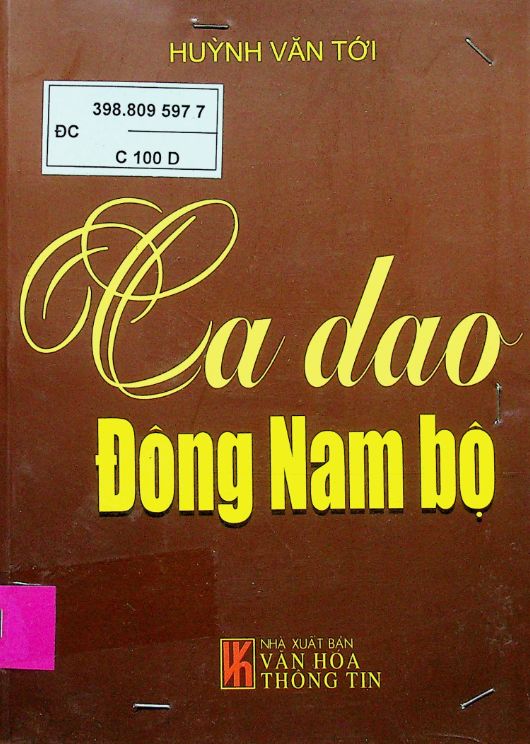 HUỲNH VĂN TỚI
398.809 597 7
ĐC
C 100 D
Ca dao
Đông Nam bộ
NHÀ XUẤT BẢN
VĂN HÓA
THÔNG TIN